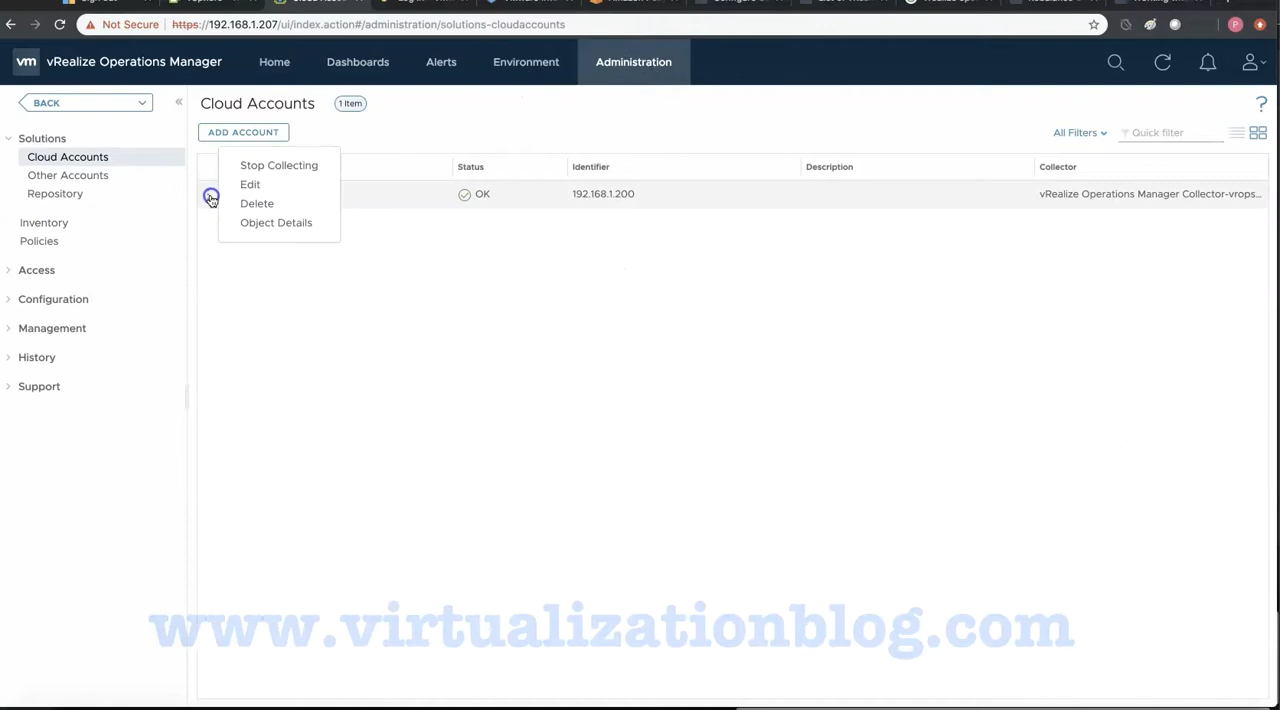 Not Secure
https://192.168.1.207/ui/index.action#/administration/solutions-cloudaccounts
P
vm vRealize Operations Manager Home Dashboards Alerts Environment Administration
BACK
Solutions
Cloud Accounts
Other Accounts
Repository
Inventory
Policies
Access
Configuration
Management
History
Support
Cloud Accounts 1 Item
?
ADD ACCOUNT
All Filters Quick filter
Status Identifier Description Collector
OK 192.168.1.200 vRealize Operations Manager Collector-vrops...
Stop Collecting
Edit
Delete
Object Details
www.virtualizationblog.com